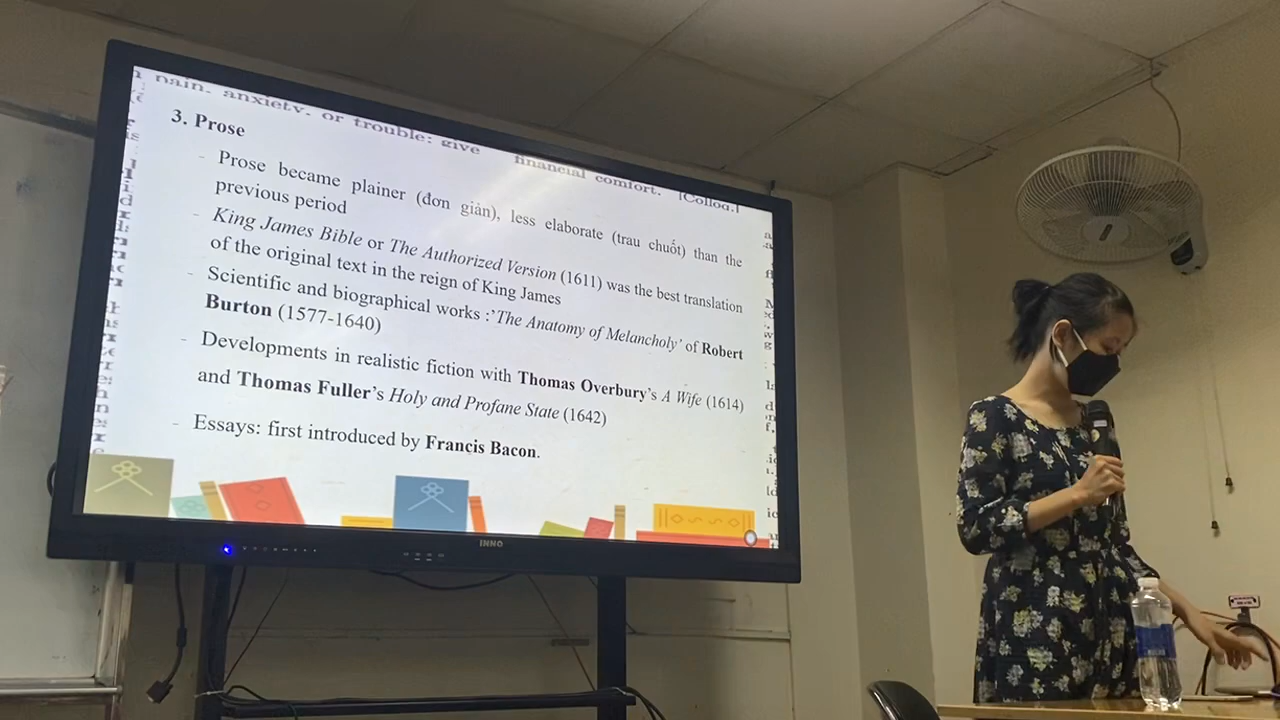 nain. anxiety. or trouble: give financial comfort. [Colloq.]
3. Prose
- Prose became plainer (đơn giản), less elaborate (trau chuốt) than the
previous period
- King James Bible or The Authorized Version (1611) was the best translation
of the original text in the reign of King James
- Scientific and biographical works :’The Anatomy of Melancholy’ of Robert
Burton (1577-1640)
- Developments in realistic fiction with Thomas Overbury’s A Wife (1614)
and Thomas Fuller’s Holy and Profane State (1642)
- Essays: first introduced by Francis Bacon.
INNO